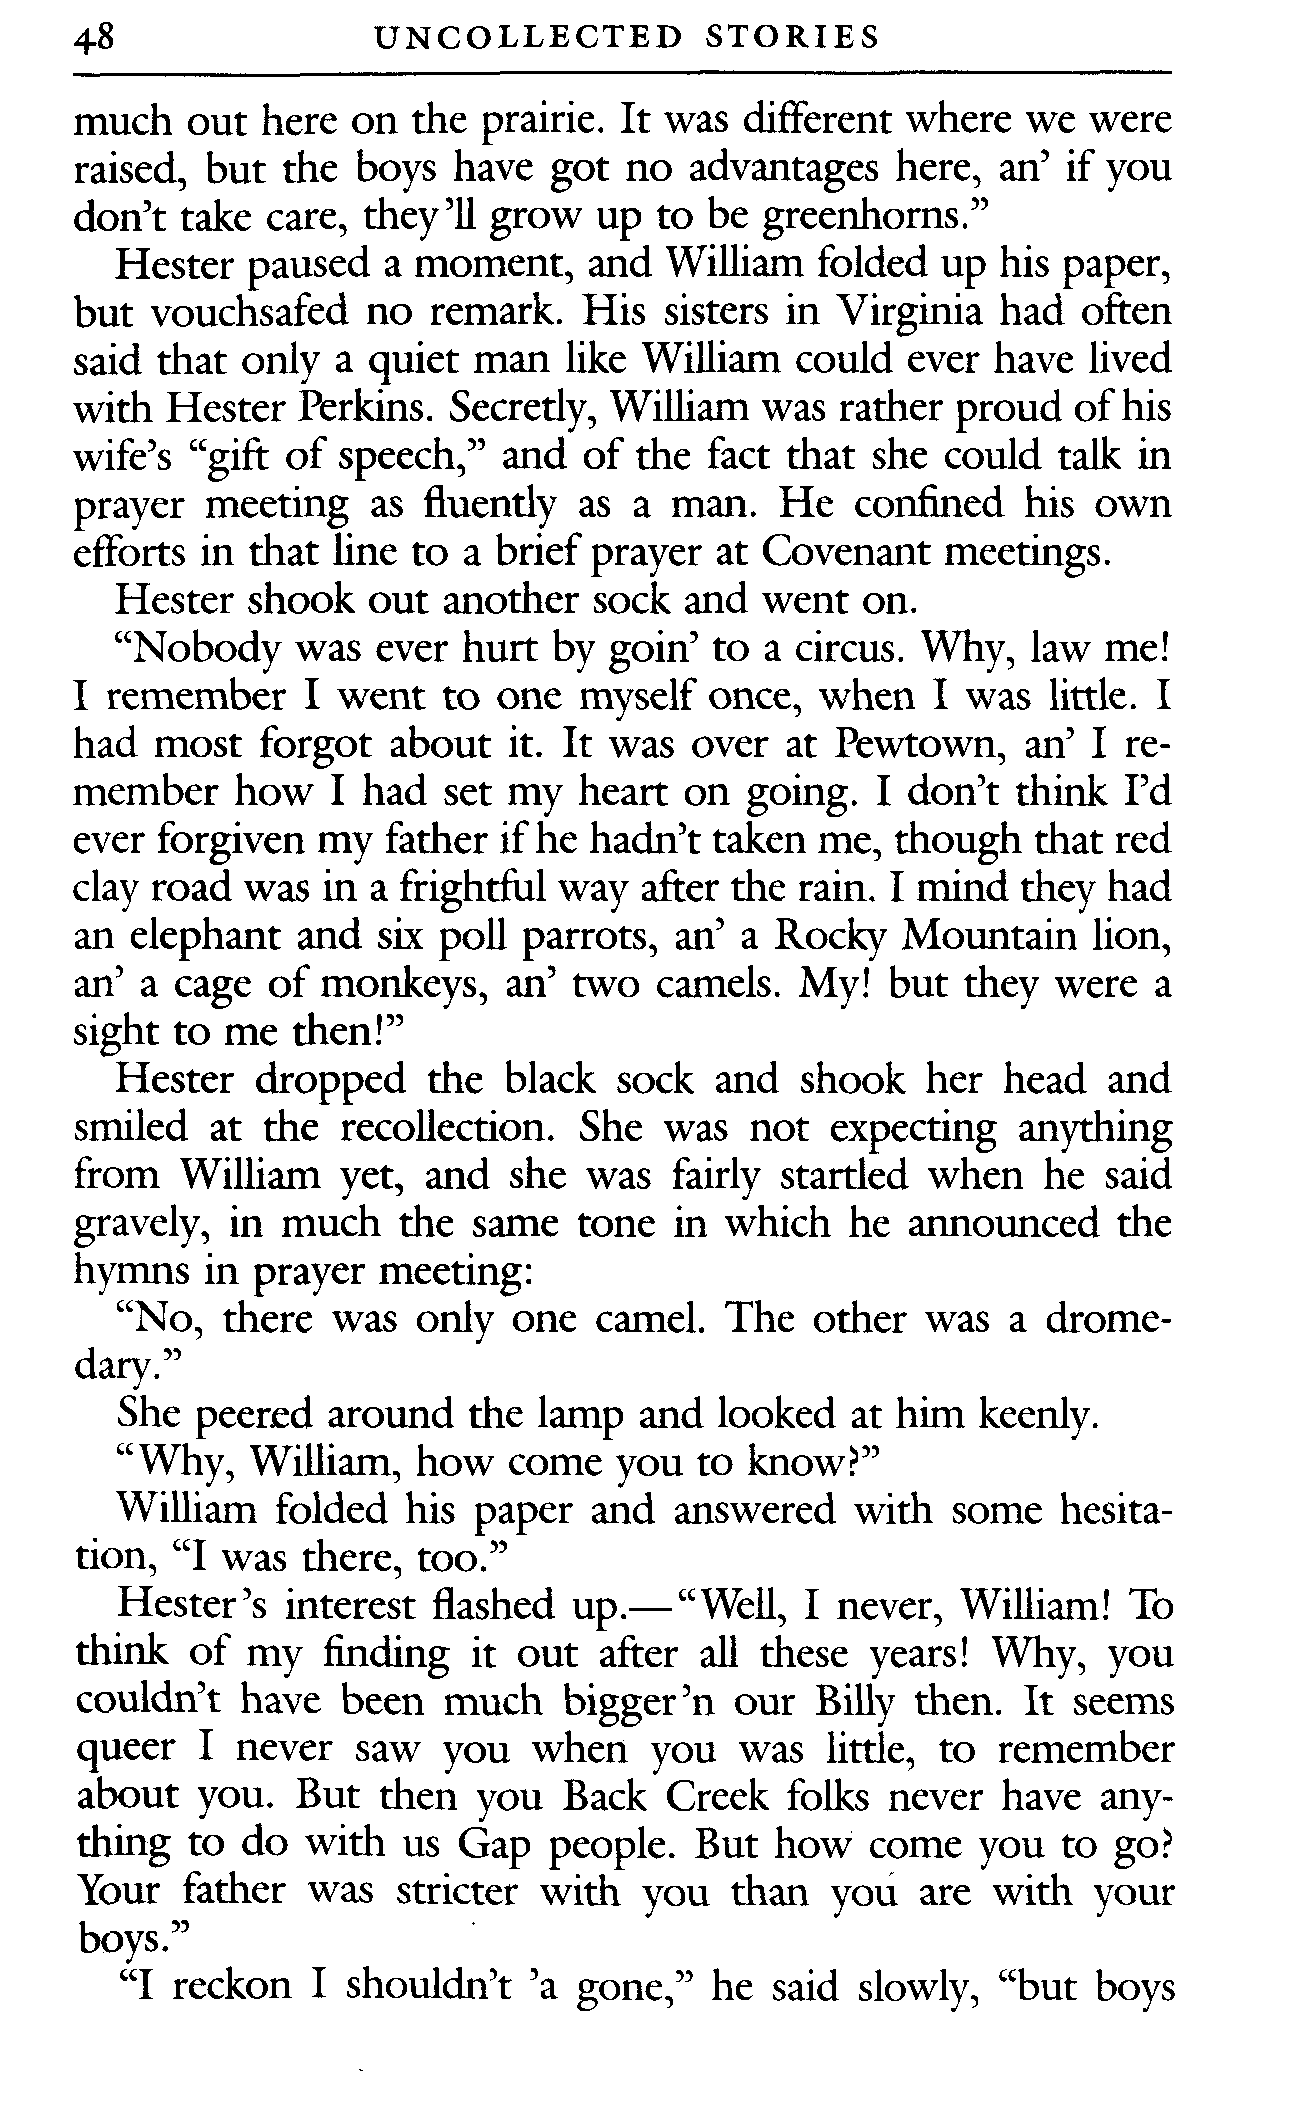 48 UNCOLLECTED STORIES
much out here on the prairie. It was different where we were
raised, but the boys have got no advantages here, an’ if you
don’t take care, they’ll grow up to be greenhorns.”
Hester paused a moment, and William folded up his paper,
but vouchsafed no remark. His sisters in Virginia had often
said that only a quiet man like William could ever have lived
with Hester Perkins. Secretly, William was rather proud of his
wife’s “gift of speech,” and of the fact that she could talk in
prayer meeting as fluently as a man. He confined his own
efforts in that line to a brief prayer at Covenant meetings.
Hester shook out another sock and went on.
“Nobody was ever hurt by goin’ to a circus. Why, law me!
I remember I went to one myself once, when I was little. I
had most forgot about it. It was over at Pewtown, an’ I re-
member how I had set my heart on going. I don’t think I’d
ever forgiven my father if he hadn’t taken me, though that red
clay road was in a frightful way after the rain. I mind they had
an elephant and six poll parrots, an’ a Rocky Mountain lion,
an’ a cage of monkeys, an’ two camels. My! but they were a
sight to me then!”
Hester dropped the black sock and shook her head and
smiled at the recollection. She was not expecting anything
from William yet, and she was fairly startled when he said
gravely, in much the same tone in which he announced the
hymns in prayer meeting:
“No, there was only one camel. The other was a drome-
dary.”
She peered around the lamp and looked at him keenly.
“Why, William, how come you to know?”
William folded his paper and answered with some hesita-
tion, “I was there, too.”
Hester’s interest flashed up.—“Well, I never, William! To
think of my finding it out after all these years! Why, you
couldn’t have been much bigger’n our Billy then. It seems
queer I never saw you when you was little, to remember
about you. But then you Back Creek folks never have any-
thing to do with us Gap people. But how come you to go?
Your father was stricter with you than you are with your
boys.”
“I reckon I shouldn’t ’a gone,” he said slowly, “but boys